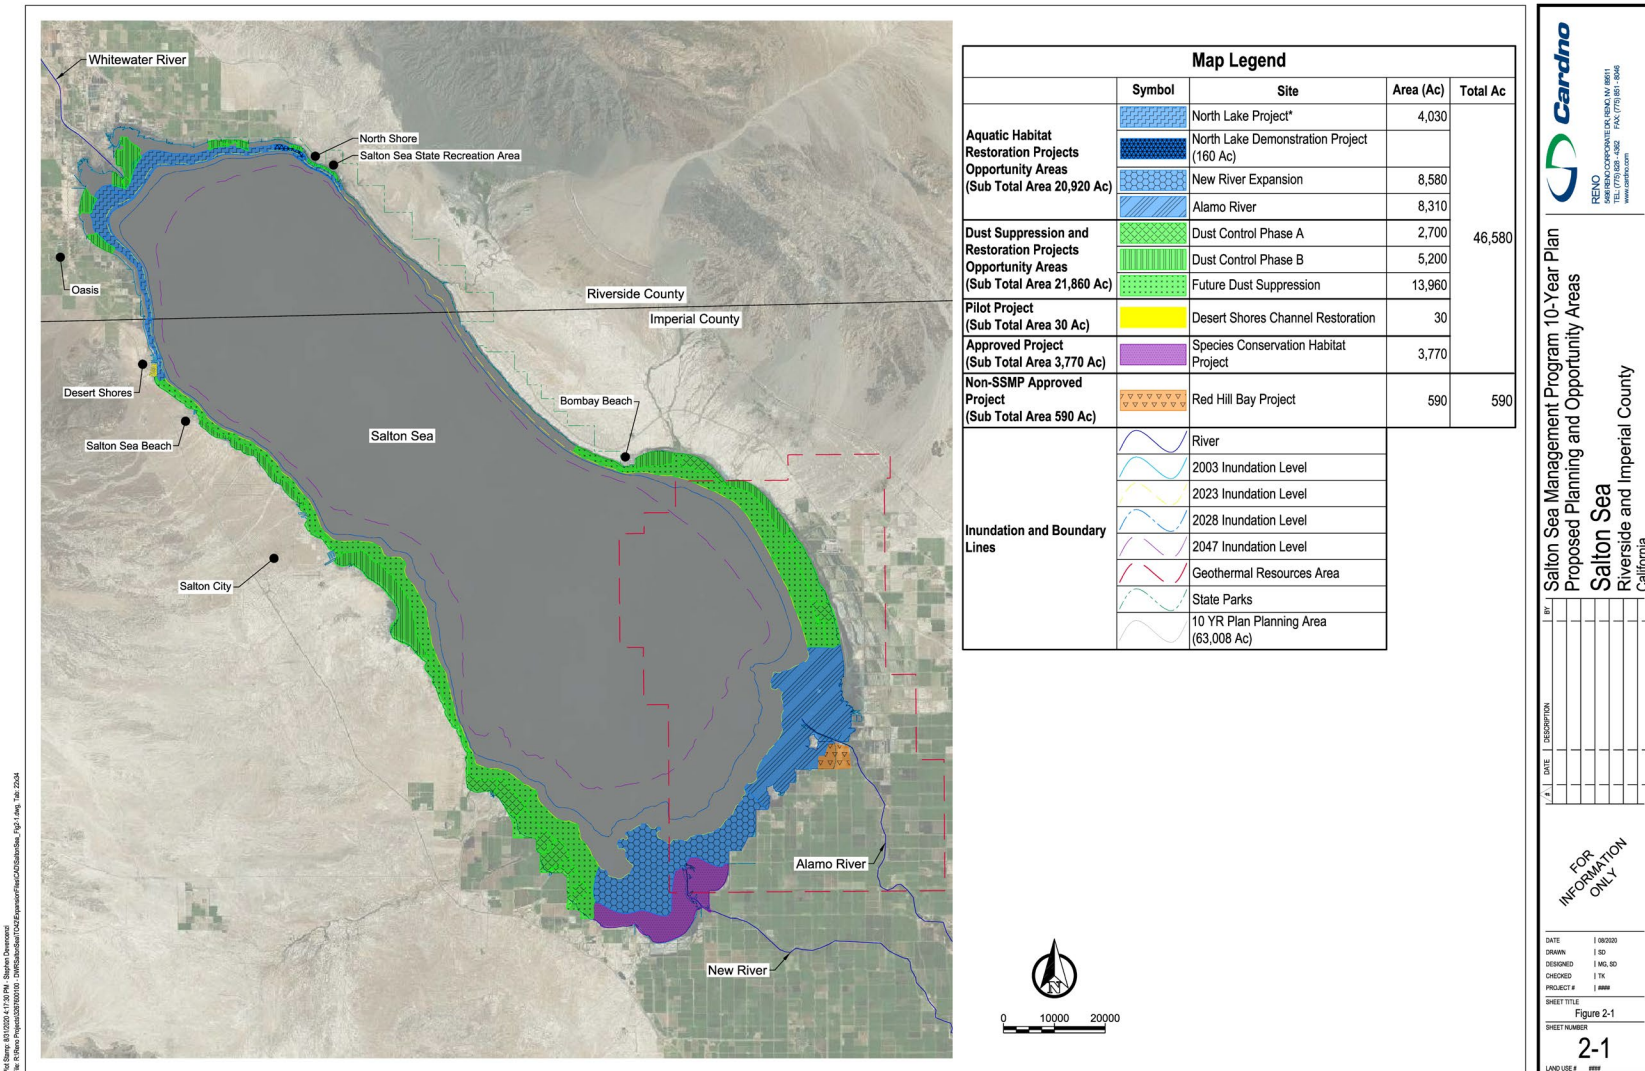 Whitewater River
North Shore
Salton Sea State Recreation Area
Oasis
Riverside County
Imperial County
Desert Shores
Bombay Beach
Salton Sea Beach
Salton Sea
Salton City
Alamo River
New River
Map Legend
Symbol Site Area (Ac) Total Ac
Aquatic Habitat
Restoration Projects
Opportunity Areas
(Sub Total Area 20,920 Ac)
North Lake Project* 4,030
North Lake Demonstration Project
(160 Ac)
New River Expansion 8,580
Alamo River 8,310
Dust Suppression and
Restoration Projects
Opportunity Areas
(Sub Total Area 21,860 Ac)
Dust Control Phase A 2,700
46,580
Dust Control Phase B 5,200
Future Dust Suppression 13,960
Pilot Project
(Sub Total Area 30 Ac)
Desert Shores Channel Restoration 30
Approved Project
(Sub Total Area 3,770 Ac)
Species Conservation Habitat
Project
3,770
Non-SSMP Approved
Project
(Sub Total Area 590 Ac)
Red Hill Bay Project 590 590
Inundation and Boundary
Lines
River
2003 Inundation Level
2023 Inundation Level
2028 Inundation Level
2047 Inundation Level
Geothermal Resources Area
State Parks
10 YR Plan Planning Area
(63,008 Ac)
N
0 10000 20000
Cardno
RENO
TEL: (775) 828 - 4362 FAX: (775) 851 - 8046
www.cardno.com
Salton Sea Management Program 10-Year Plan
Proposed Planning and Opportunity Areas
Salton Sea
Riverside and Imperial County
California
# DATE DESCRIPTION BY
FOR
INFORMATION
ONLY
DATE 08/2020
DRAWN SD
DESIGNED MG, SD
CHECKED TK
PROJECT # ####
SHEET TITLE
Figure 2-1
SHEET NUMBER
2-1
LAND USE # ####